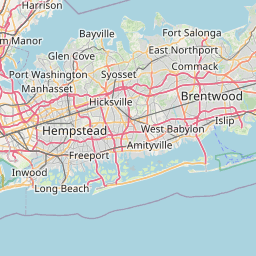 Harrison
m Manor
Bayville
Fort Salonga
Glen Cove
East Northport
Port Washington
Syosset
Commack
Manhasset
Hicksville
Brentwood
Hempstead
West Babylon
Islip
Freeport
Amityville
Inwood
Long Beach